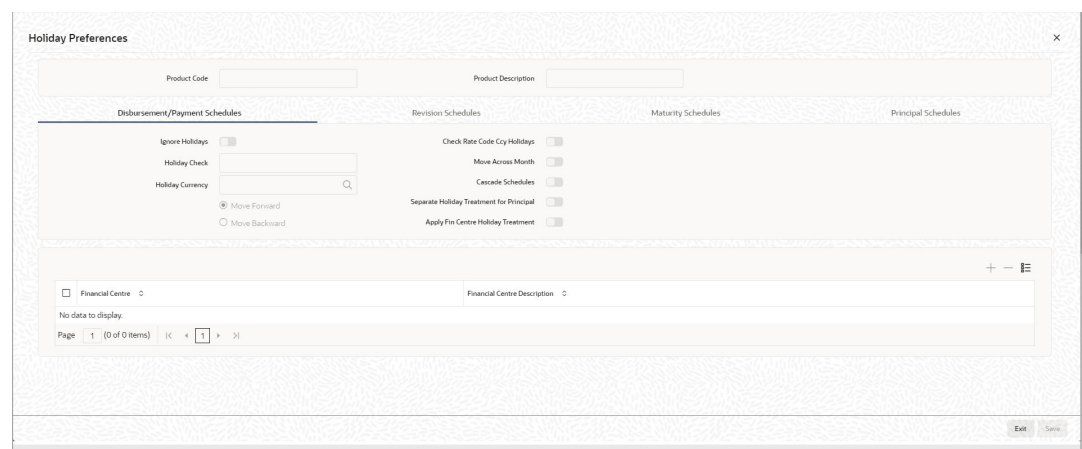 Holiday Preferences
Product Code
Product Description
Disbursement/Payment Schedules
Revision Schedules
Maturity Schedules
Principal Schedules
Ignore Holidays
Check Rate Code Ccy Holidays
Holiday Check
Move Across Month
Holiday Currency
Cascade Schedules
Move Forward
Separate Holiday Treatment for Principal
Move Backward
Apply Fin Centre Holiday Treatment
Financial Centre
Financial Centre Description
No data to display.
Page 1 (0 of 0 items) 1
Exit Save